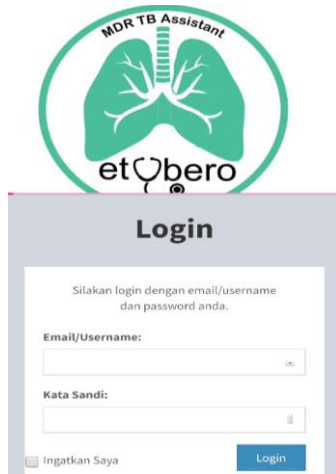 MDR TB Assistant
etubero
Login
Silakan login dengan email/username
dan password anda.
Email/Username:
Kata Sandi:
Ingatkan Saya
Login